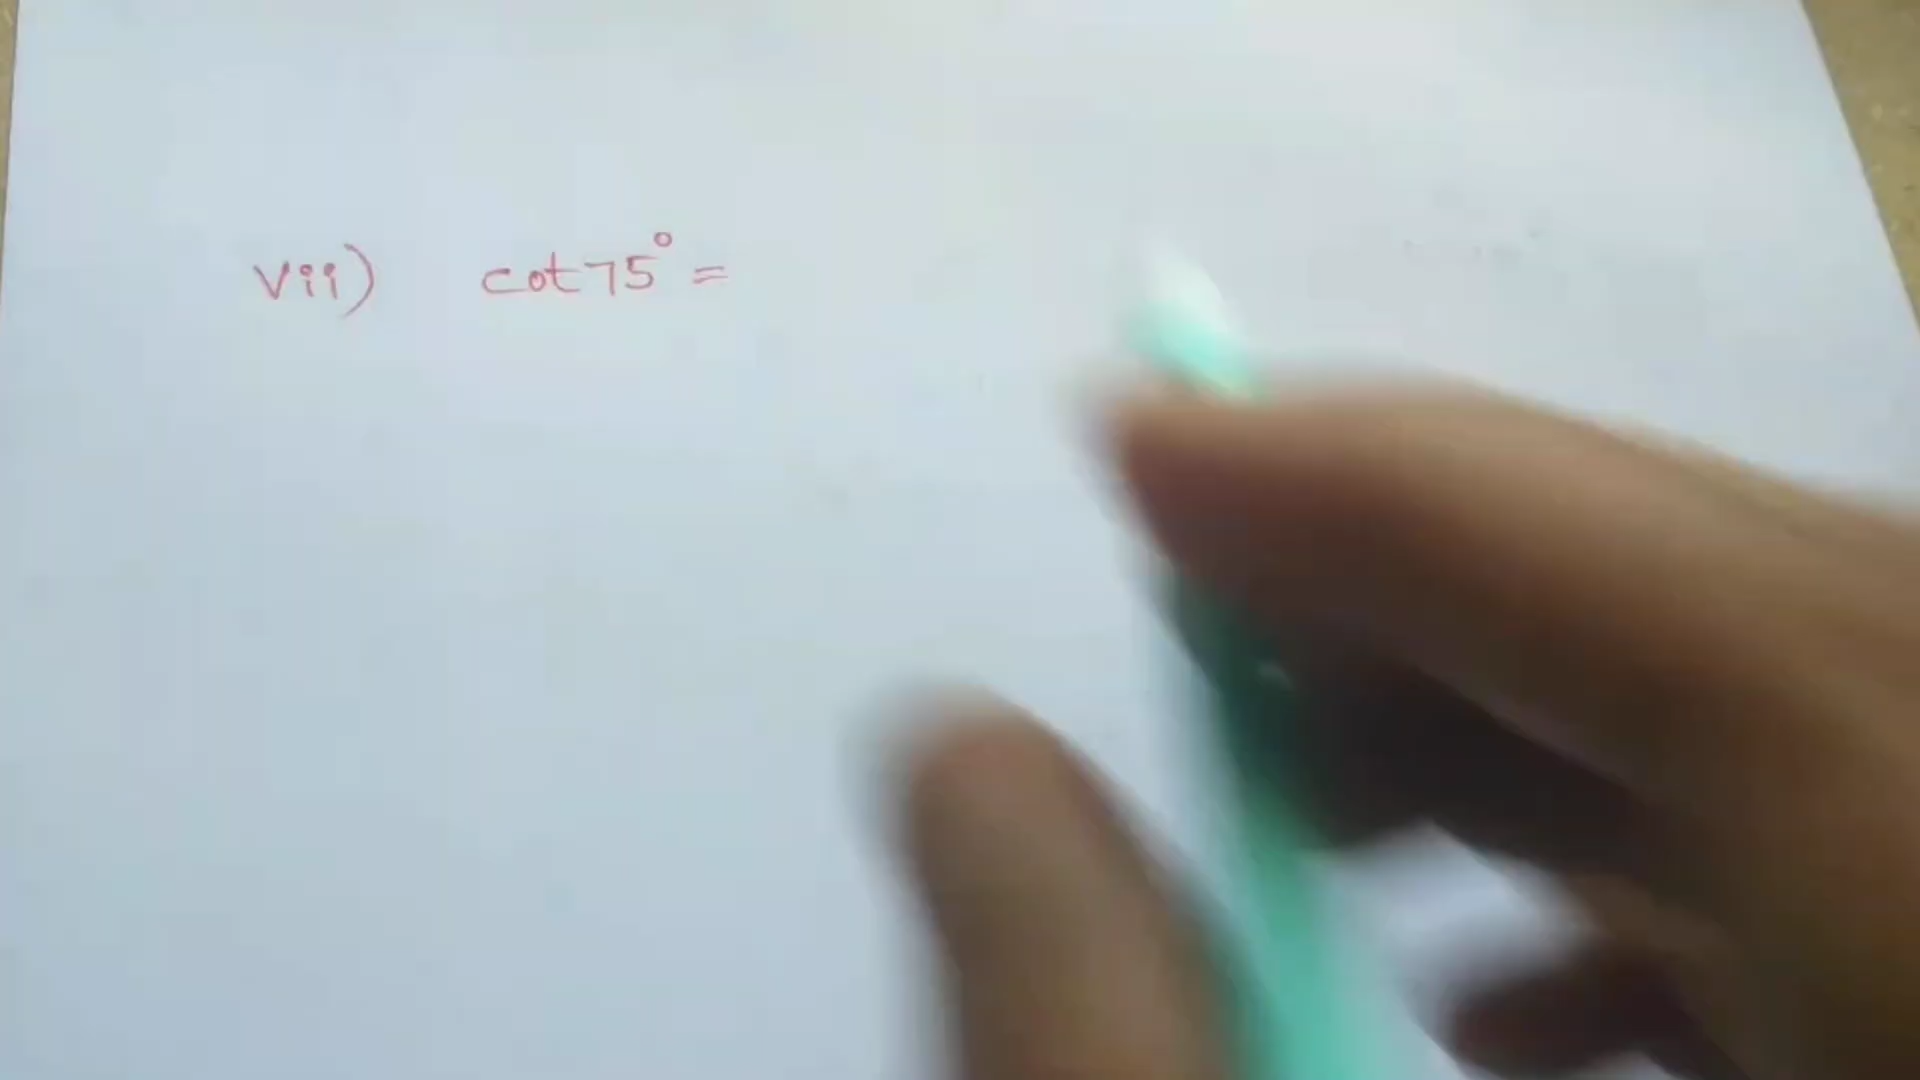 vii) cot 75° =